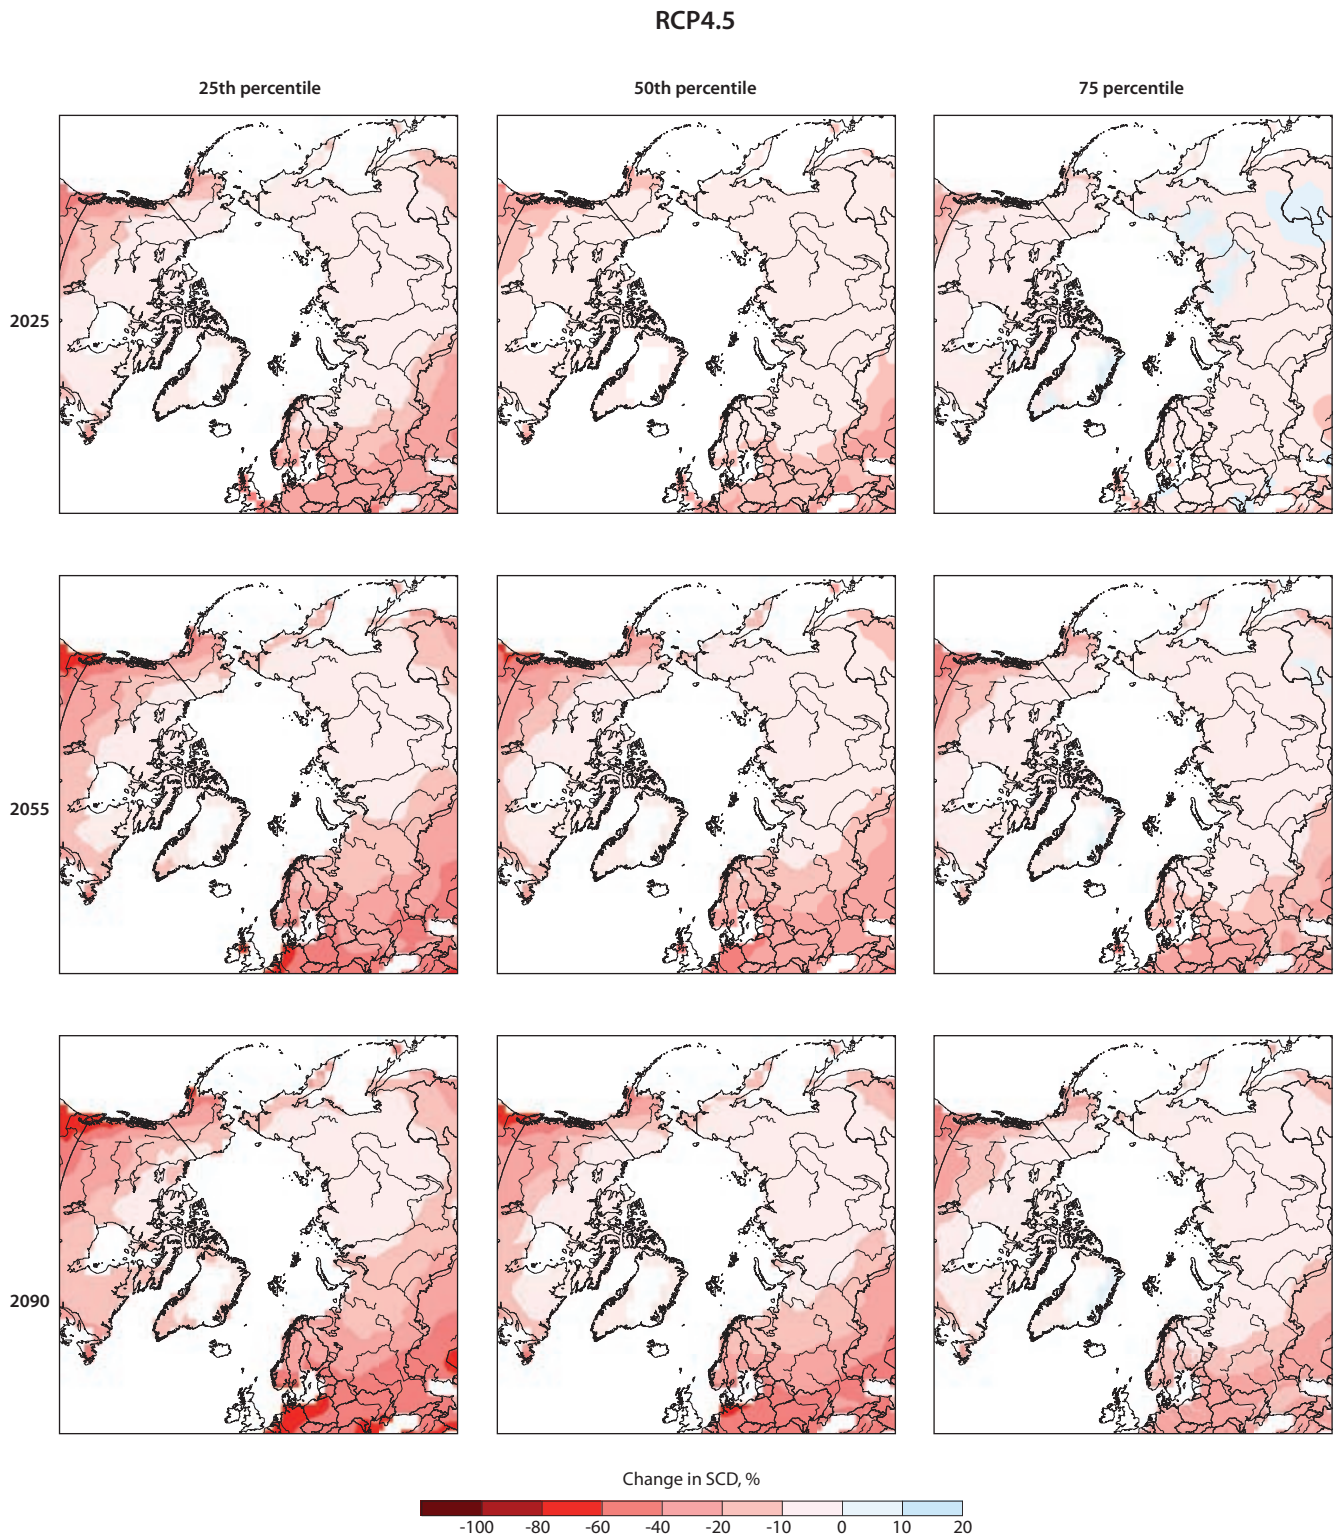 RCP4.5
25th percentile
50th percentile
75 percentile
2025
2055
2090
Change in SCD, %
-100 -80 -60 -40 -20 -10 0 10 20